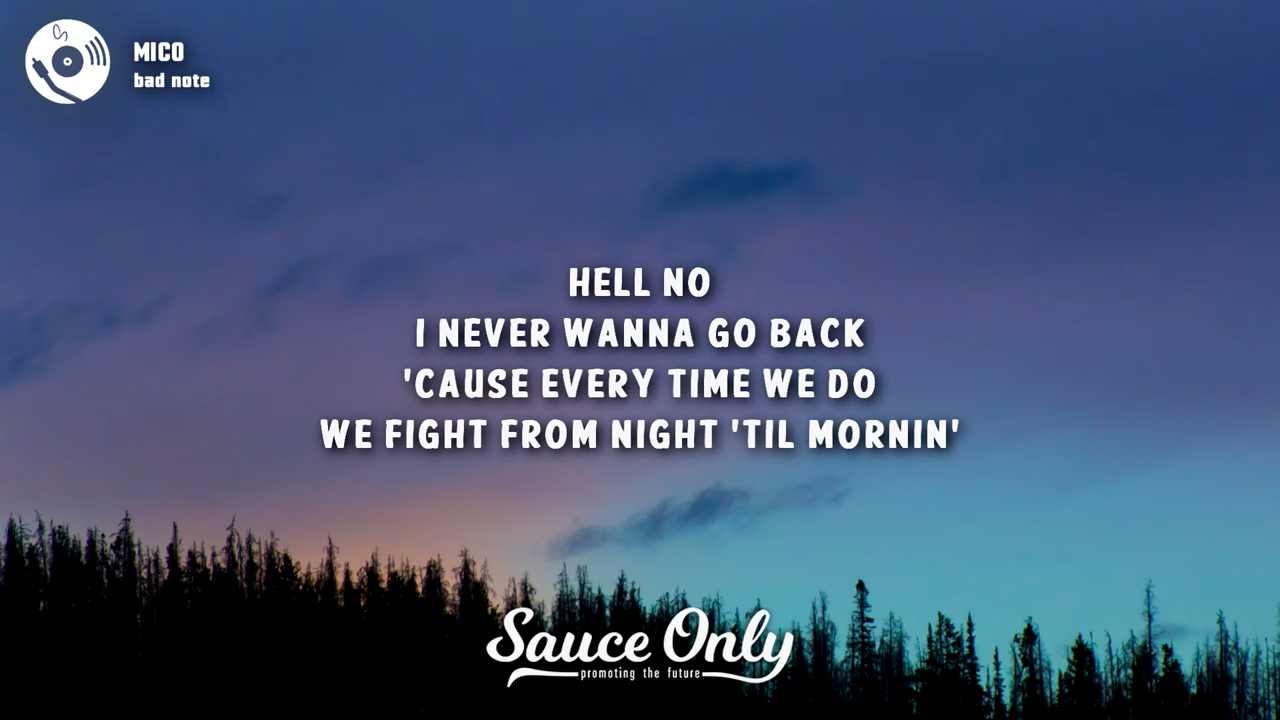 MICO
bad note
HELL NO
I NEVER WANNA GO BACK
'CAUSE EVERY TIME WE DO
WE FIGHT FROM NIGHT 'TIL MORNIN'
Sauce Only
promoting the future